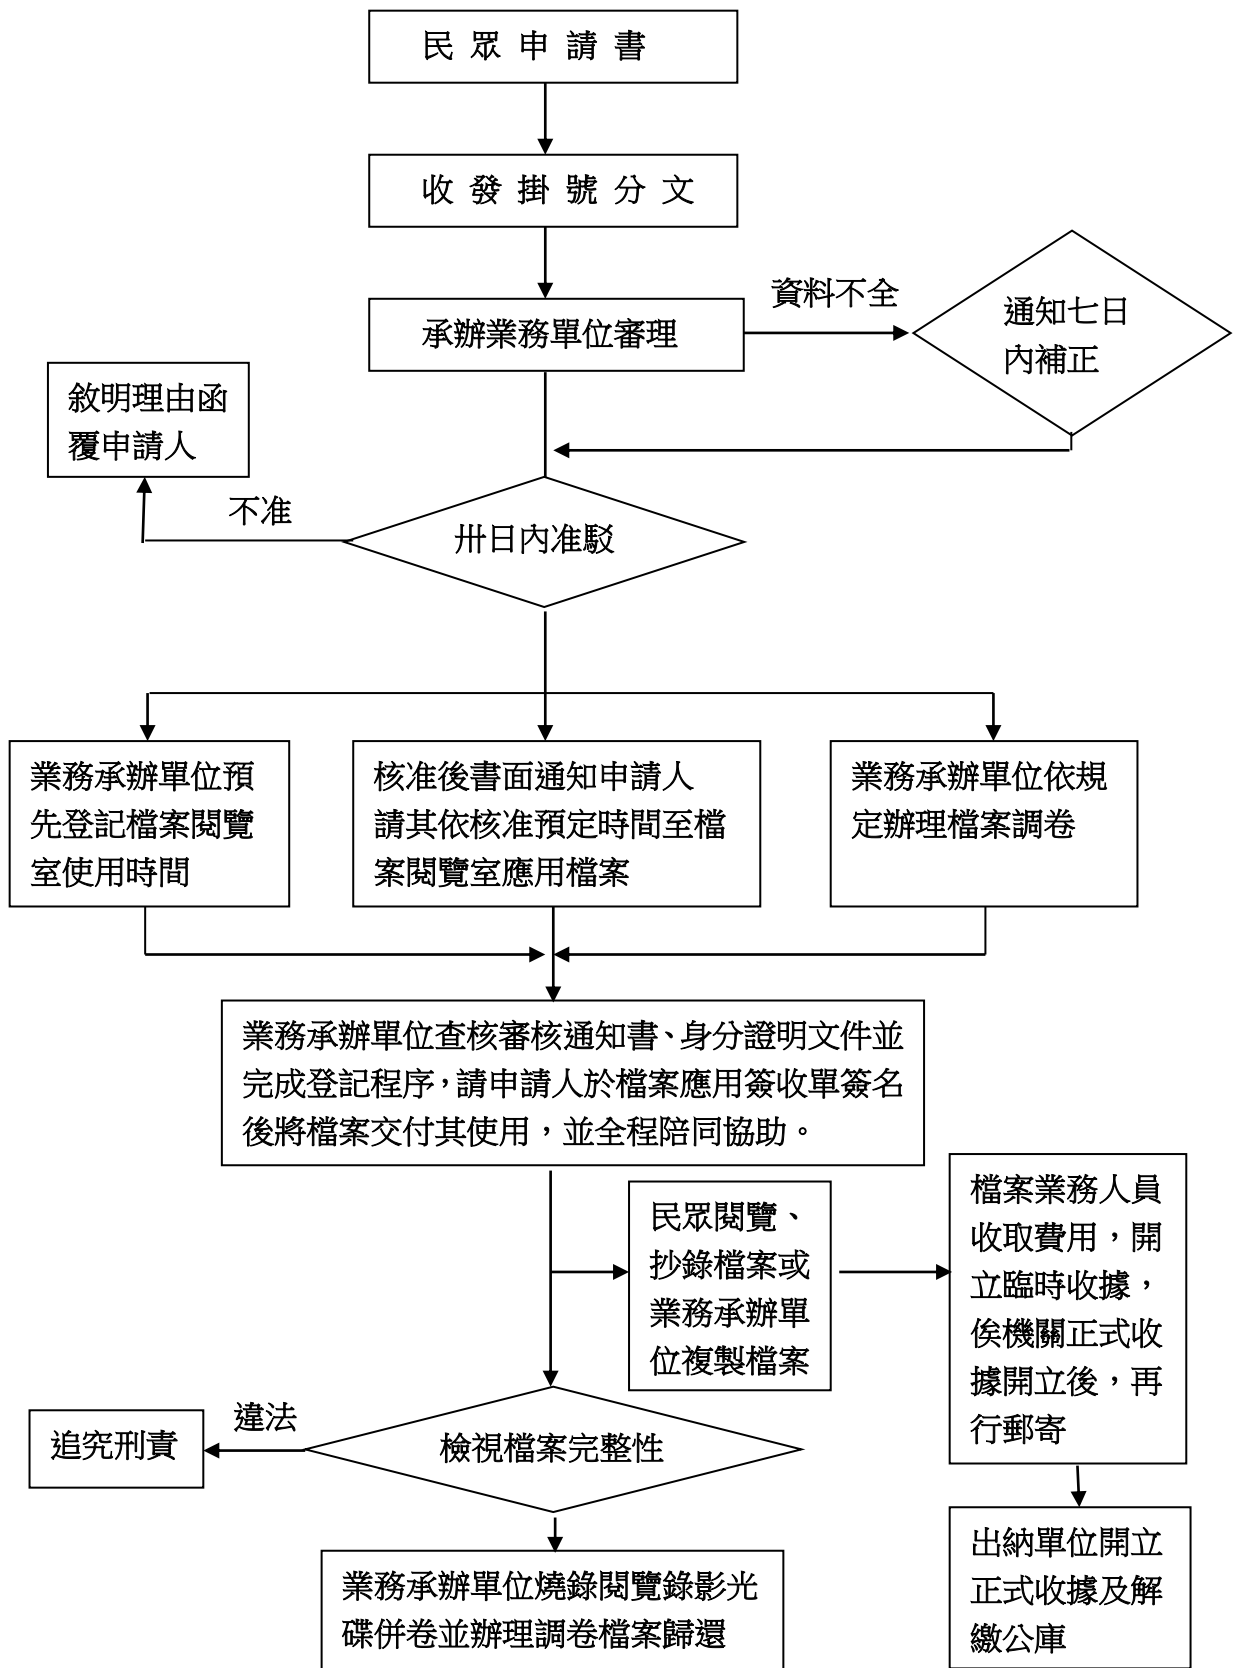 民眾申請書
收發掛號分文
承辦業務單位審理
資料不全
通知七日
內補正
敘明理由函
覆申請人
不准
卅日內准駁
業務承辦單位預
先登記檔案閱覽
室使用時間
核准後書面通知申請人
請其依核准預定時間至檔
案閱覽室應用檔案
業務承辦單位依規
定辦理檔案調卷
業務承辦單位查核審核通知書、身分證明文件並
完成登記程序，請申請人於檔案應用簽收單簽名
後將檔案交付其使用，並全程陪同協助。
民眾閱覽、
抄錄檔案或
業務承辦單
位複製檔案
檔案業務人員
收取費用，開
立臨時收據，
俟機關正式收
據開立後，再
行郵寄
違法
追究刑責
檢視檔案完整性
出納單位開立
正式收據及解
繳公庫
業務承辦單位燒錄閱覽錄影光
碟併卷並辦理調卷檔案歸還